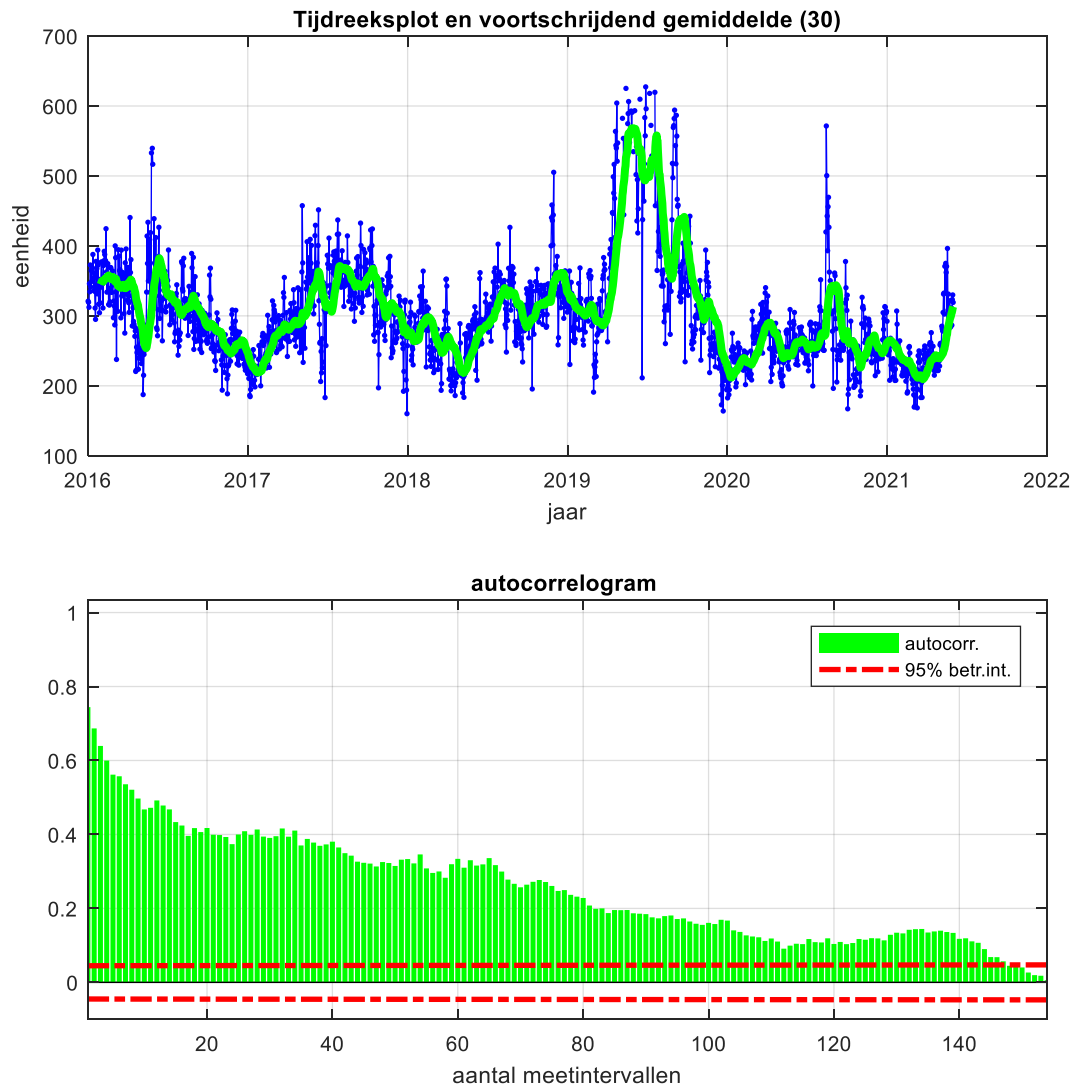 Tijdreeksplot en voortschrijdend gemiddelde (30)
700
600
500
400
300
200
100
eenheid
2016 2017 2018 2019 2020 2021 2022
jaar
autocorrelogram
1
0.8
0.6
0.4
0.2
0
autocorr.
95% betr.int.
20 40 60 80 100 120 140
aantal meetintervallen